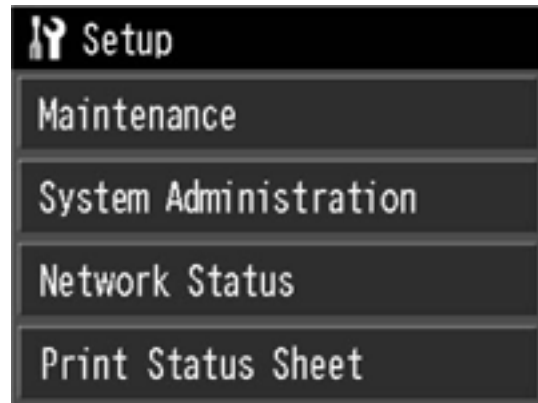 Setup
Maintenance
System Administration
Network Status
Print Status Sheet